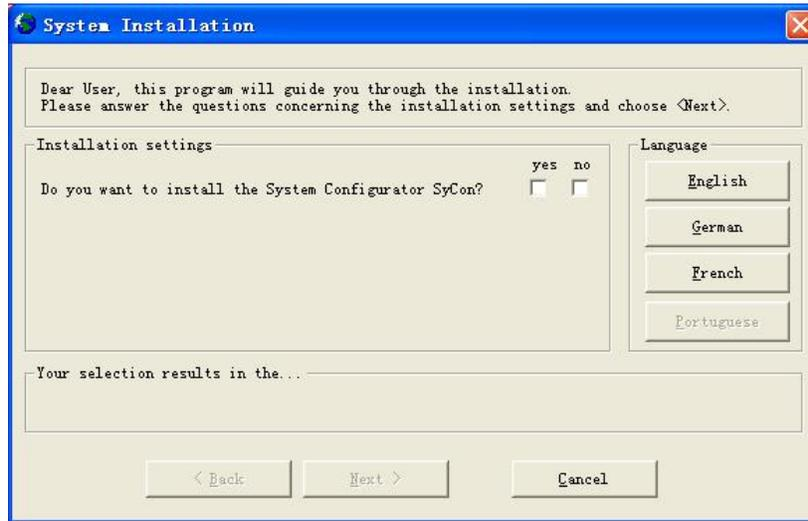 System Installation
Dear User, this program will guide you through the installation.
Please answer the questions concerning the installation settings and choose <Next>.
Installation settings
yes no
Do you want to install the System Configurator SyCon?
Language
English
German
French
Portuguese
Your selection results in the...
< Back
Next >
Cancel